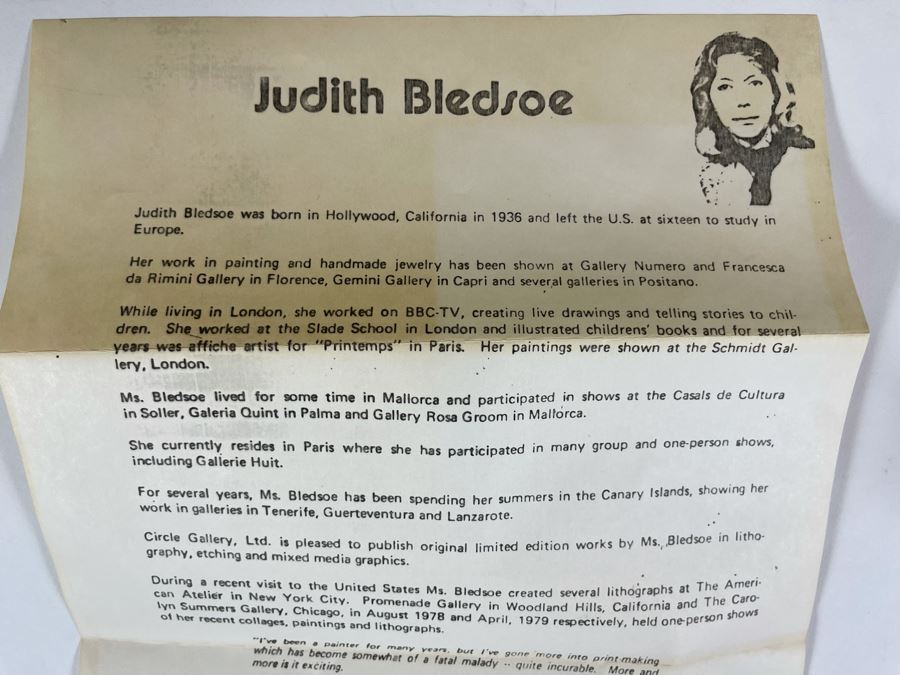 Judith Bledsoe
Judith Bledsoe was born in Hollywood, California in 1936 and left the U.S. at sixteen to study in
Europe.
Her work in painting and handmade jewelry has been shown at Gallery Numero and Francesca
da Rimini Gallery in Florence, Gemini Gallery in Capri and several galleries in Positano.
While living in London, she worked on BBC-TV, creating live drawings and telling stories to chil-
dren. She worked at the Slade School in London and illustrated childrens' books and for several
years was affiche artist for "Printemps" in Paris. Her paintings were shown at the Schmidt Gal-
lery, London.
Ms. Bledsoe lived for some time in Mallorca and participated in shows at the Casals de Cultura
in Soller, Galeria Quint in Palma and Gallery Rosa Groom in Mallorca.
She currently resides in Paris where she has participated in many group and one-person shows,
including Gallerie Huit.
For several years, Ms. Bledsoe has been spending her summers in the Canary Islands, showing her
work in galleries in Tenerife, Guerteventura and Lanzarote.
Circle Gallery, Ltd. is pleased to publish original limited edition works by Ms. Bledsoe in litho-
graphy, etching and mixed media graphics.
During a recent visit to the United States Ms. Bledsoe created several lithographs at The Ameri-
can Atelier in New York City. Promenade Gallery in Woodland Hills, California and The Caro-
lyn Summers Gallery, Chicago, in August 1978 and April, 1979 respectively, held one-person shows
of her recent collages, paintings and lithographs.
"I've been a painter for many years, but I've gone more into print-making
which has become somewhat of a fatal malady -- quite incurable. More and
more is it exciting.